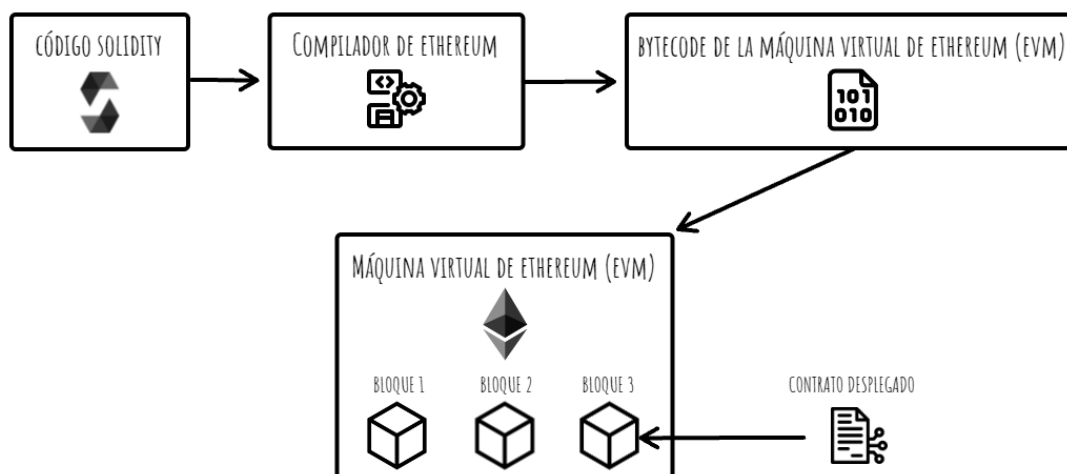 CÓDIGO SOLIDITY
COMPILADOR DE ETHEREUM
BYTECODE DE LA MÁQUINA VIRTUAL DE ETHEREUM (EVM)
101
010
MÁQUINA VIRTUAL DE ETHEREUM (EVM)
BLOQUE 1
BLOQUE 2
BLOQUE 3
CONTRATO DESPLEGADO